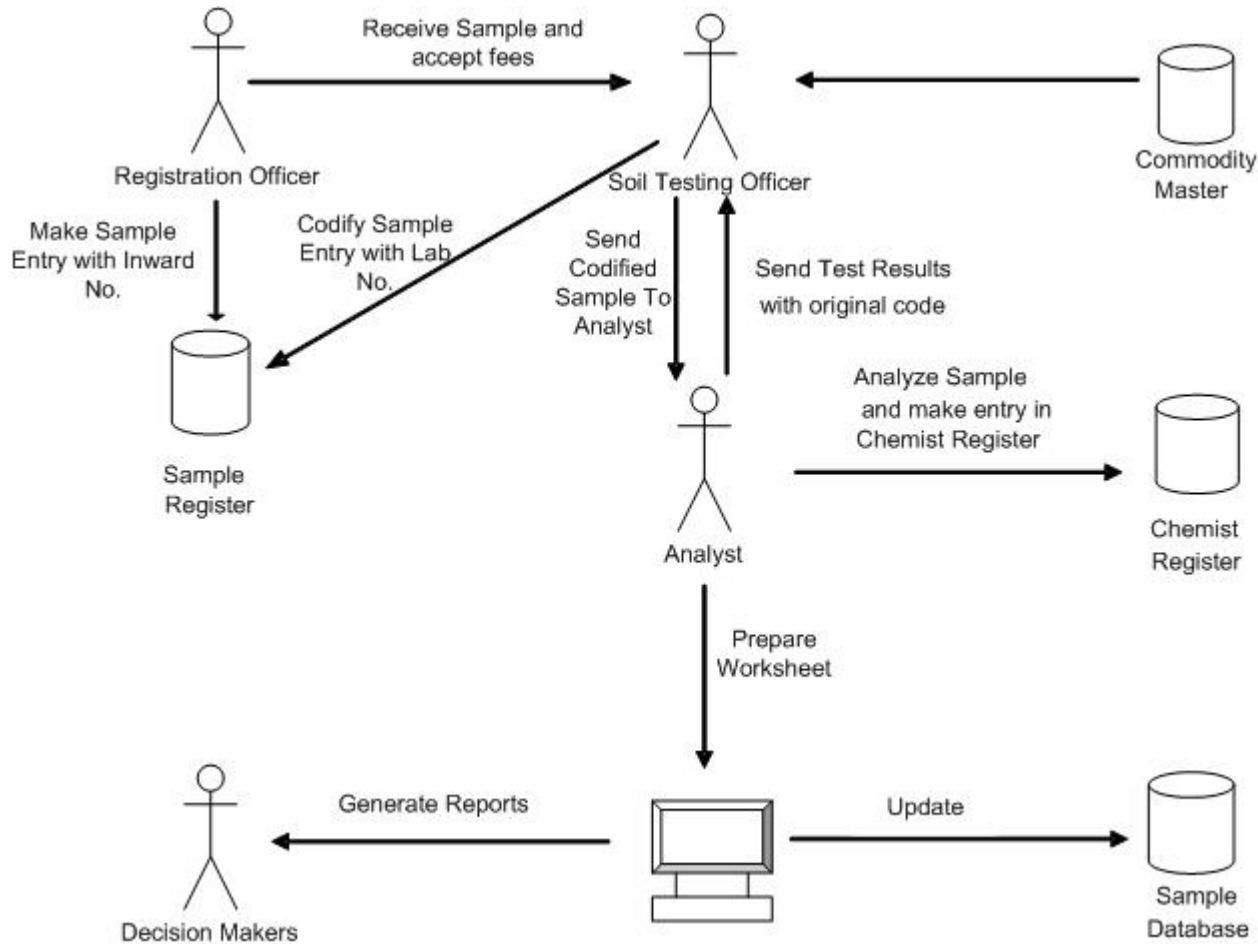 Receive Sample and
accept fees
Registration Officer
Soil Testing Officer
Commodity
Master
Make Sample
Entry with Inward
No.
Codify Sample
Entry with Lab
No.
Send
Codified
Sample To
Analyst
Send Test Results
with original code
Sample
Register
Analyze Sample
and make entry in
Chemist Register
Analyst
Chemist
Register
Prepare
Worksheet
Generate Reports
Update
Decision Makers
Sample
Database